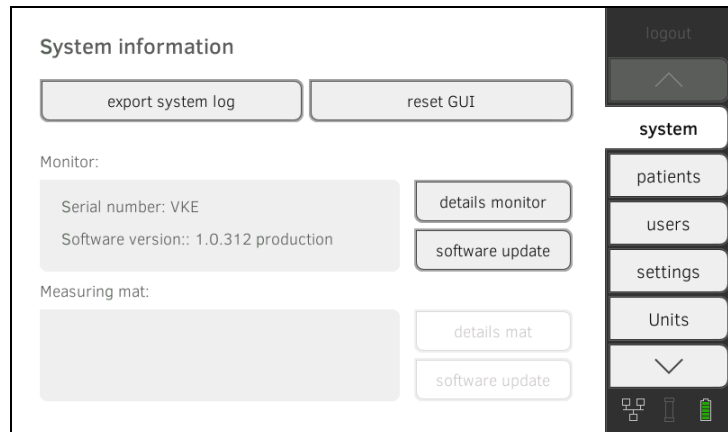 System information
export system log
reset GUI
Monitor:
Serial number: VKE
Software version:: 1.0.312 production
details monitor
software update
Measuring mat:
details mat
software update
logout
system
patients
users
settings
Units